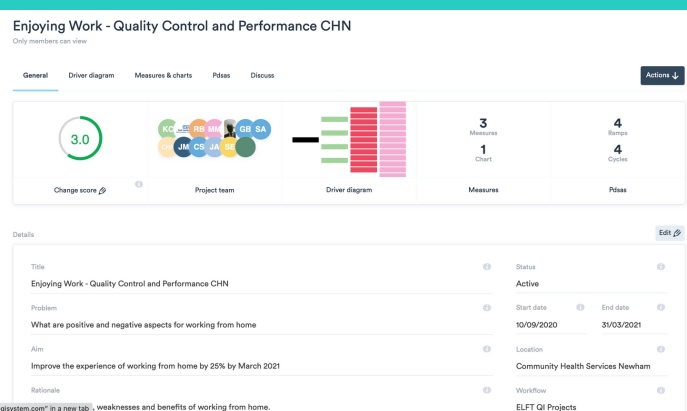 Enjoying Work - Quality Control and Performance CHN
Only members can view
General Driver diagram Measures & charts Pdsas Discuss Actions ↓
3.0
KO RB MM GB SA
JM CS JA SE
3
Measures
1
Chart
4
Ramps
4
Cycles
Change score Project team Driver diagram Measures Pdsas
Details Edit
Title
Enjoying Work - Quality Control and Performance CHN
Status
Active
Problem
What are positive and negative aspects for working from home
Start date End date
10/09/2020 31/03/2021
Aim
Improve the experience of working from home by 25% by March 2021
Location
Community Health Services Newham
Rationale
, weaknesses and benefits of working from home.
Workflow
ELFT QI Projects
qisystem.com" in a new tab